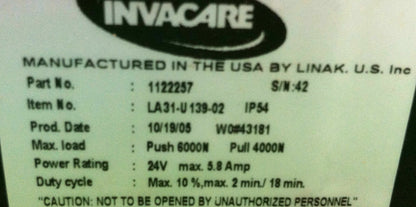 INVACARE
MANUFACTURED IN THE USA BY LINAK. U.S. Inc
Part No. : 1122257 S/N:42
Item No. : LA31-U139-02 IP54
Prod. Date : 10/19/05 WO#43181
Max. load : Push 6000N Pull 4000N
Power Rating : 24V max. 5.8 Amp
Duty cycle : Max. 10 %,max. 2 min./ 18 min.
"CAUTION: NOT TO BE OPENED BY UNAUTHORIZED PERSONNEL"